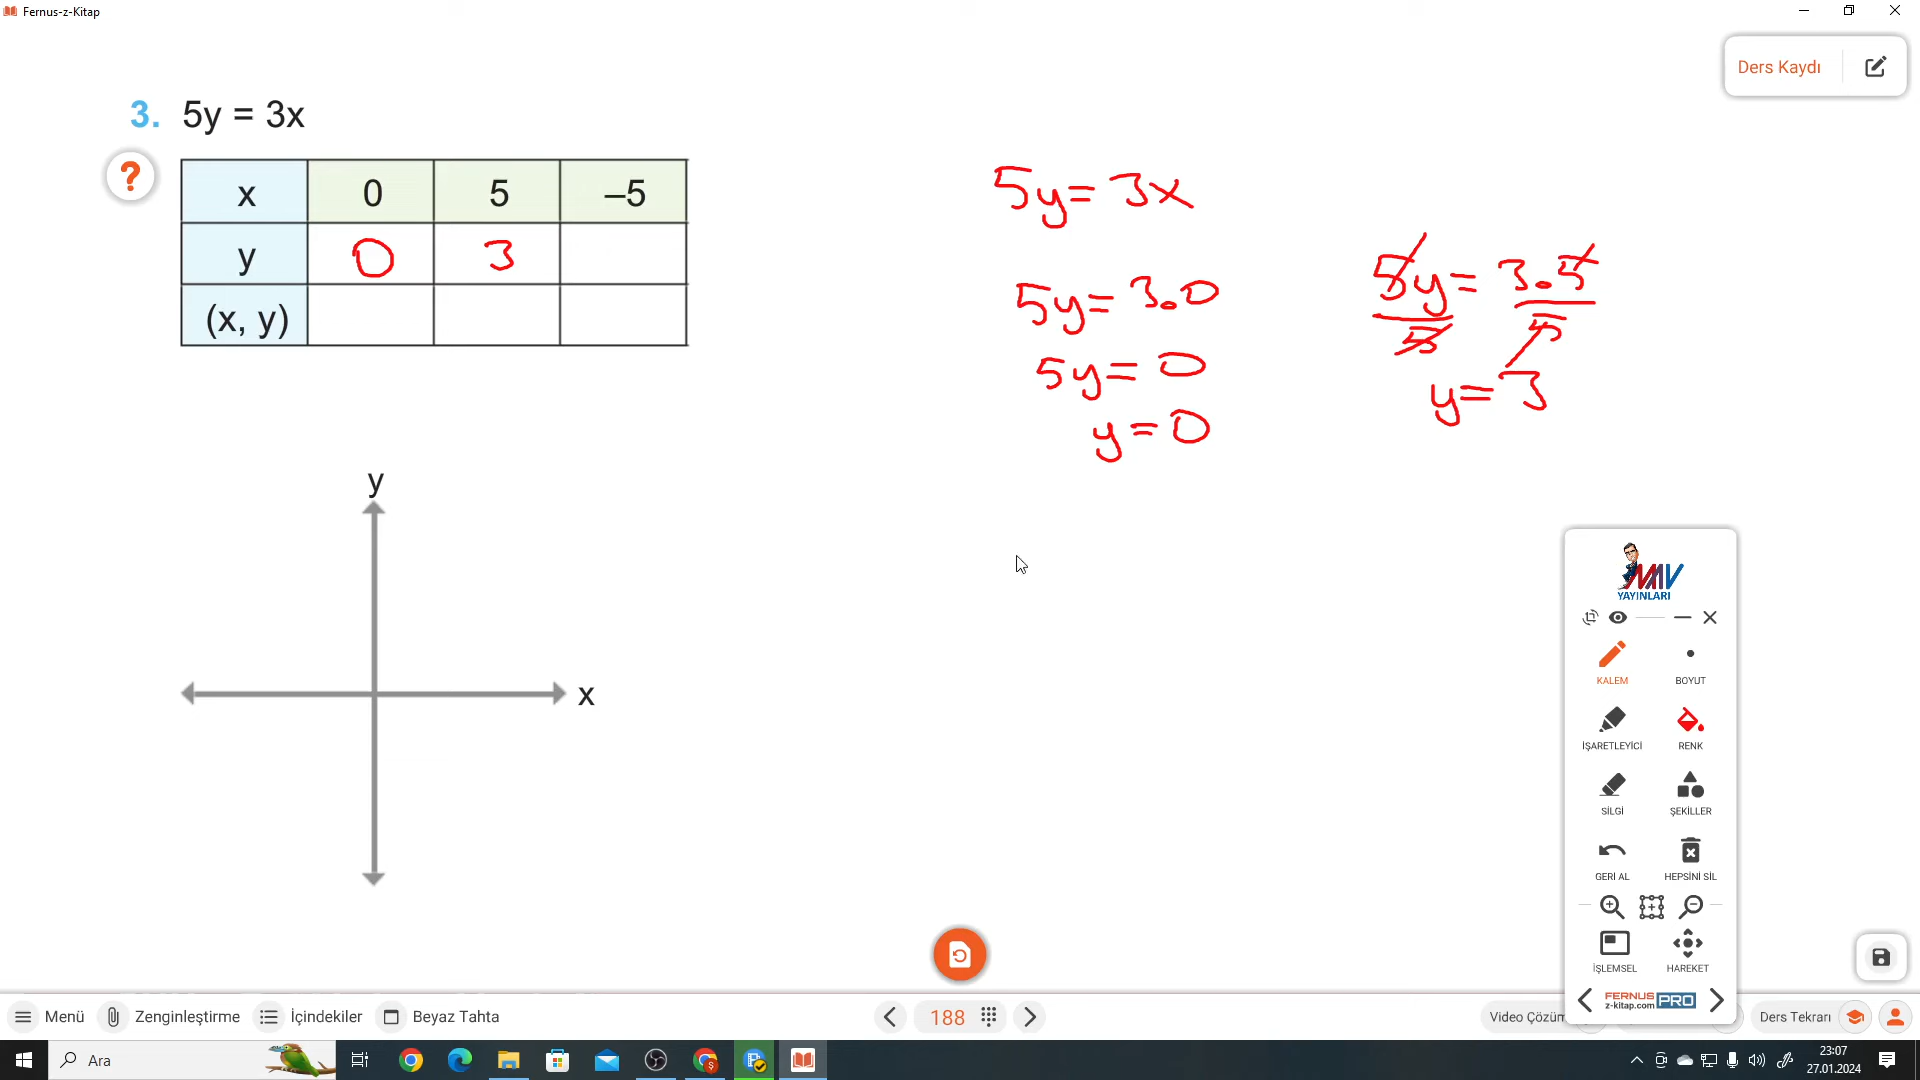 Fernus-z-Kitap
Ders Kaydı
3. 5y = 3x
?
x 0 5 –5
y 0 3
(x, y)
y
x
5y = 3x
5y = 3.0
5y = 0
y = 0
5y = 3.5
5 5
y = 3
MAV
YAYINLARI
KALEM BOYUT
İŞARETLEYİCİ RENK
SİLGİ ŞEKİLLER
GERİ AL HEPSİNİ SİL
İŞLEMSEL HAREKET
FERNUS
z-kitap.com PRO
Menü Zenginleştirme İçindekiler Beyaz Tahta 188 Video Çözüm Ders Tekrarı
Ara
23:07
27.01.2024